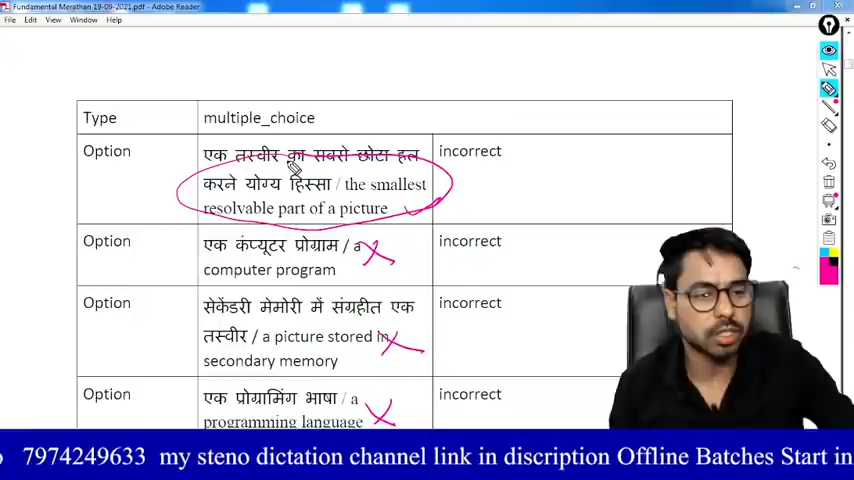 Fundamental Merathan 19-09-2021.pdf - Adobe Reader
File Edit View Window Help
Type multiple_choice
Option एक तस्वीर का सबसे छोटा हल incorrect
करने योग्य हिस्सा / the smallest
resolvable part of a picture
Option एक कंप्यूटर प्रोग्राम / a incorrect
computer program
Option सेकेंडरी मेमोरी में संग्रहीत एक incorrect
तस्वीर / a picture stored in
secondary memory
Option एक प्रोग्रामिंग भाषा / a incorrect
programming language
7974249633 my steno dictation channel link in discription Offline Batches Start in